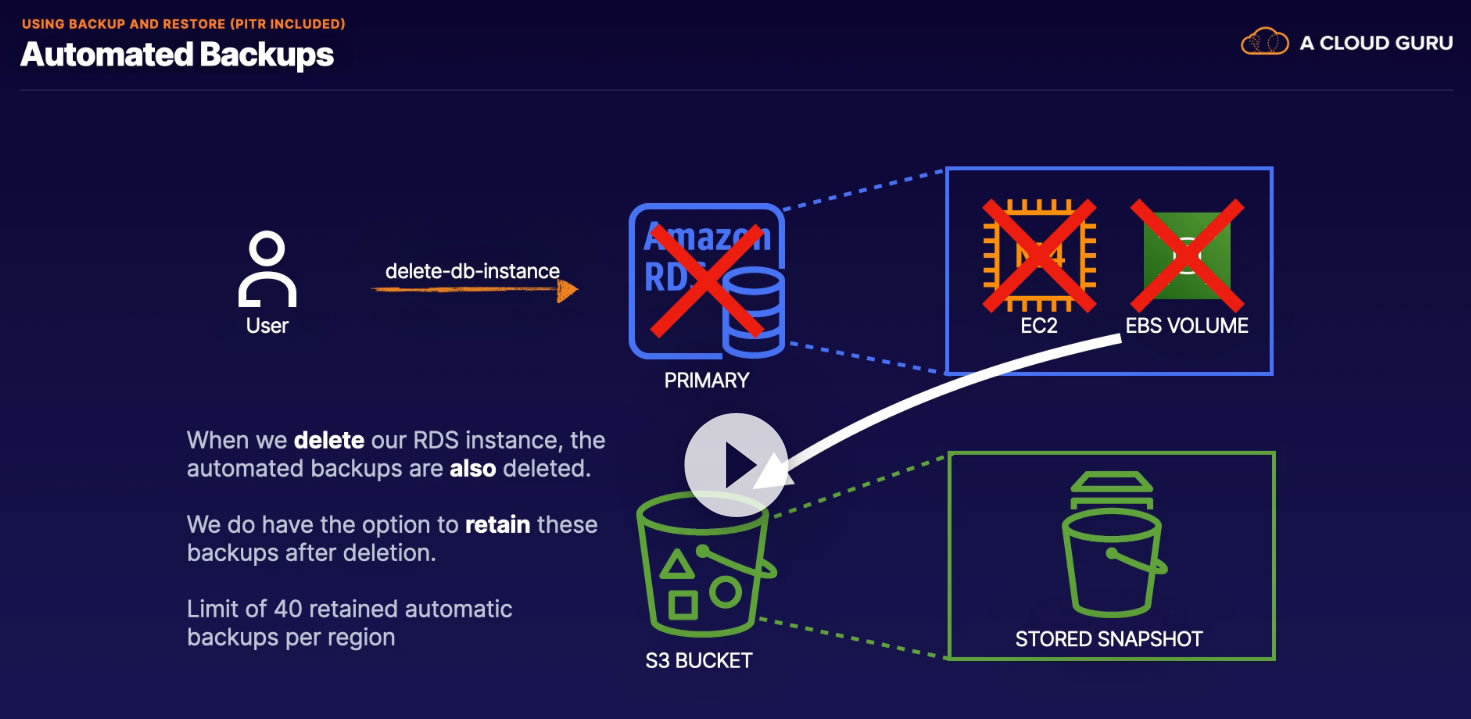 USING BACKUP AND RESTORE (PITR INCLUDED)
Automated Backups
A CLOUD GURU
delete-db-instance
User
Amazon
RDS
PRIMARY
EC2
EBS VOLUME
When we delete our RDS instance, the
automated backups are also deleted.
We do have the option to retain these
backups after deletion.
Limit of 40 retained automatic
backups per region
S3 BUCKET
STORED SNAPSHOT